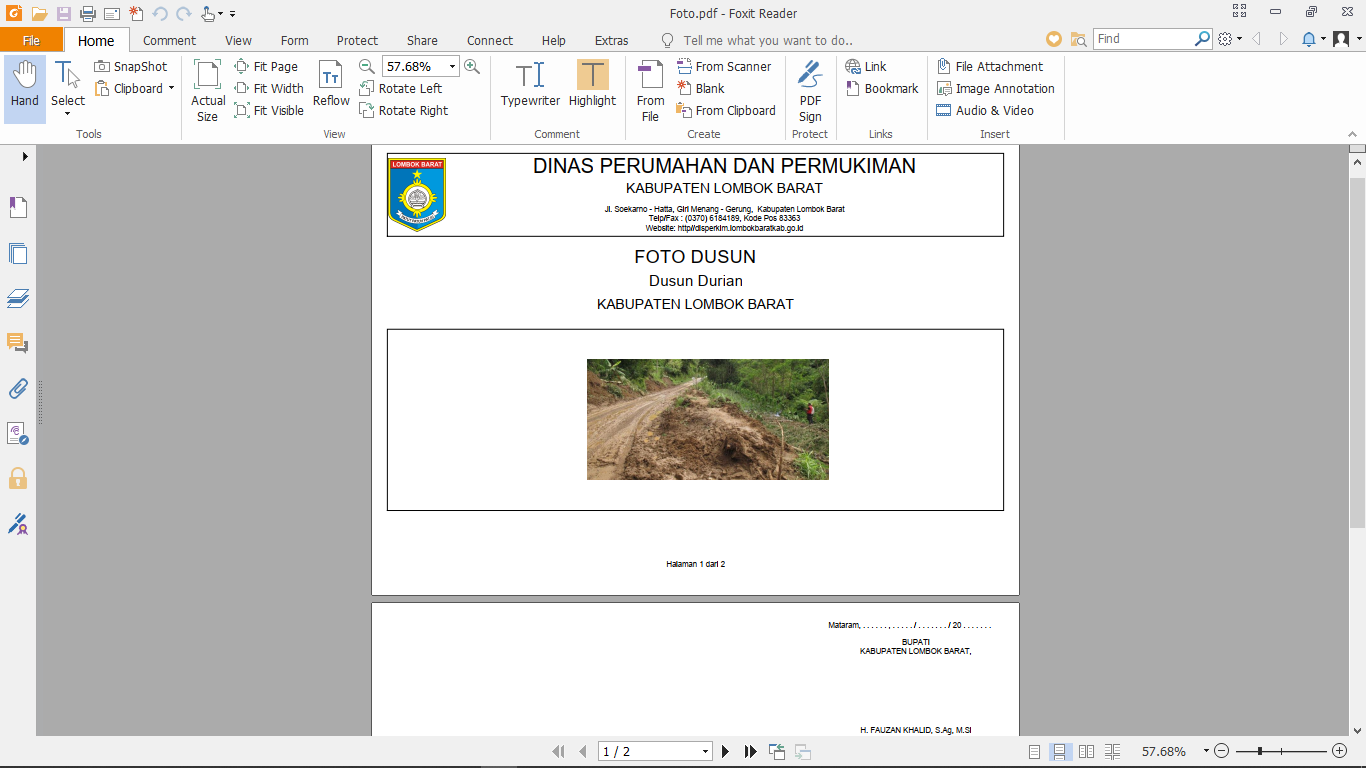 Foto.pdf - Foxit Reader
File
Home
Comment
View
Form
Protect
Share
Connect
Help
Extras
Tell me what you want to do..
Find
Hand
Select
SnapShot
Clipboard
Tools
Actual Size
Fit Page
Fit Width
Fit Visible
Reflow
57.68%
Rotate Left
Rotate Right
View
Typewriter
Highlight
Comment
From File
From Scanner
Blank
From Clipboard
Create
PDF Sign
Protect
Link
Bookmark
Links
File Attachment
Image Annotation
Audio & Video
Insert
LOMBOK BARAT
DINAS PERUMAHAN DAN PERMUKIMAN
KABUPATEN LOMBOK BARAT
Jl. Soekarno - Hatta, Giri Menang - Gerung, Kabupaten Lombok Barat
Telp/Fax : (0370) 6184189, Kode Pos 83363
Website: http//disperkim.lombokbaratkab.go.id
FOTO DUSUN
Dusun Durian
KABUPATEN LOMBOK BARAT
Halaman 1 dari 2
Mataram, . . . . . . , . . . . . / . . . . . . . / 20 . . . . . . .
BUPATI
KABUPATEN LOMBOK BARAT,
H. FAUZAN KHALID, S.Ag, M.SI
1 / 2
57.68%